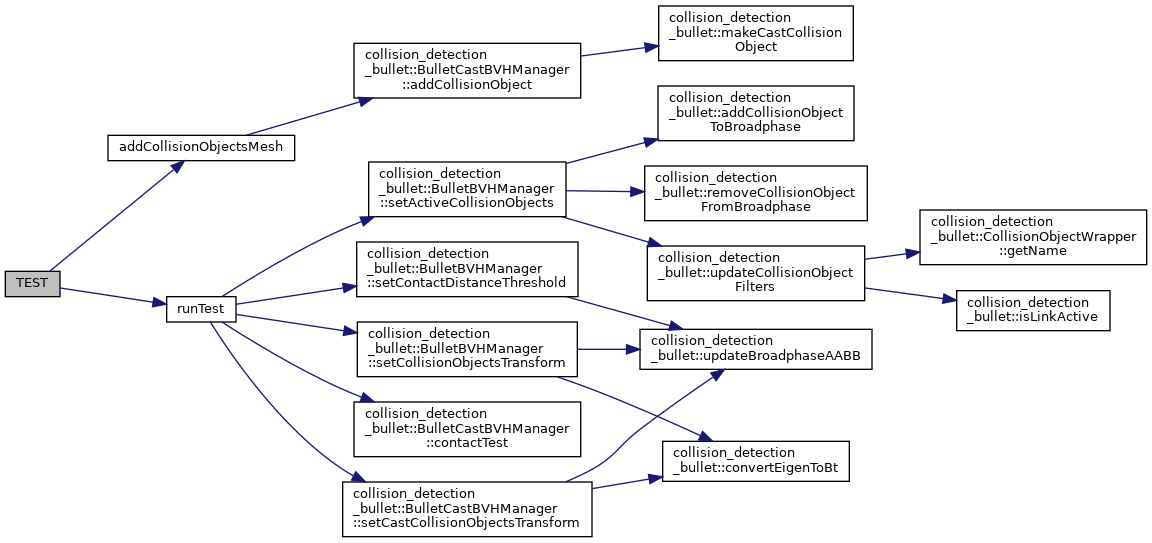 TEST
addCollisionObjectsMesh
runTest
collision_detection
_bullet::BulletCastBVHManager
::addCollisionObject
collision_detection
_bullet::BulletBVHManager
::setActiveCollisionObjects
collision_detection
_bullet::BulletBVHManager
::setContactDistanceThreshold
collision_detection
_bullet::BulletBVHManager
::setCollisionObjectsTransform
collision_detection
_bullet::BulletCastBVHManager
::contactTest
collision_detection
_bullet::BulletCastBVHManager
::setCastCollisionObjectsTransform
collision_detection
_bullet::makeCastCollision
Object
collision_detection
_bullet::addCollisionObject
ToBroadphase
collision_detection
_bullet::removeCollisionObject
FromBroadphase
collision_detection
_bullet::updateCollisionObject
Filters
collision_detection
_bullet::updateBroadphaseAABB
collision_detection
_bullet::convertEigenToBt
collision_detection
_bullet::CollisionObjectWrapper
::getName
collision_detection
_bullet::isLinkActive